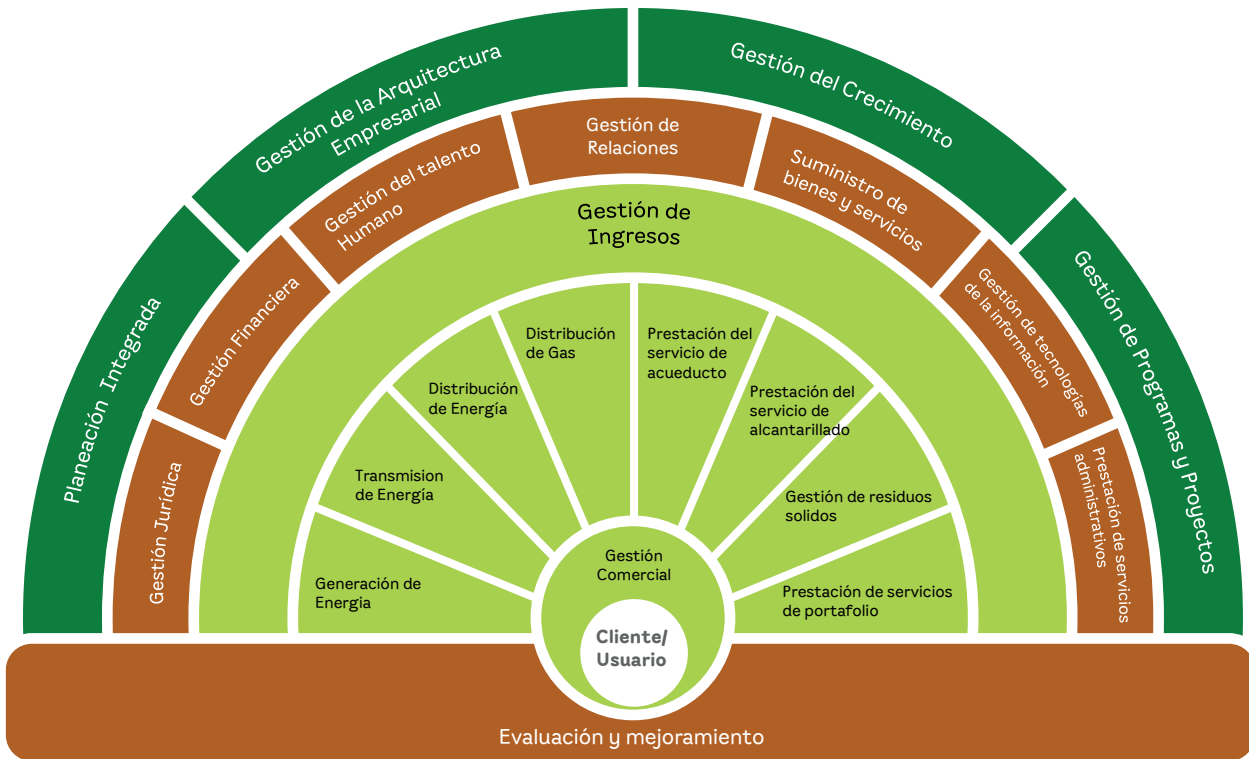 Planeación Integrada
Gestión de la Arquitectura
Empresarial
Gestión del Crecimiento
Gestión de Programas y Proyectos
Gestión Jurídica
Gestión Financiera
Gestión del talento
Humano
Gestión de
Relaciones
Suministro de
bienes y servicios
Gestión de tecnologías
de la información
Prestación de servicios
administrativos
Gestión de
Ingresos
Generación de
Energia
Transmision
de Energía
Distribución
de Energía
Distribución
de Gas
Prestación del
servicio de
acueducto
Prestación del
servicio de
alcantarillado
Gestión de residuos
solidos
Prestación de servicios
de portafolio
Gestión
Comercial
Cliente/
Usuario
Evaluación y mejoramiento